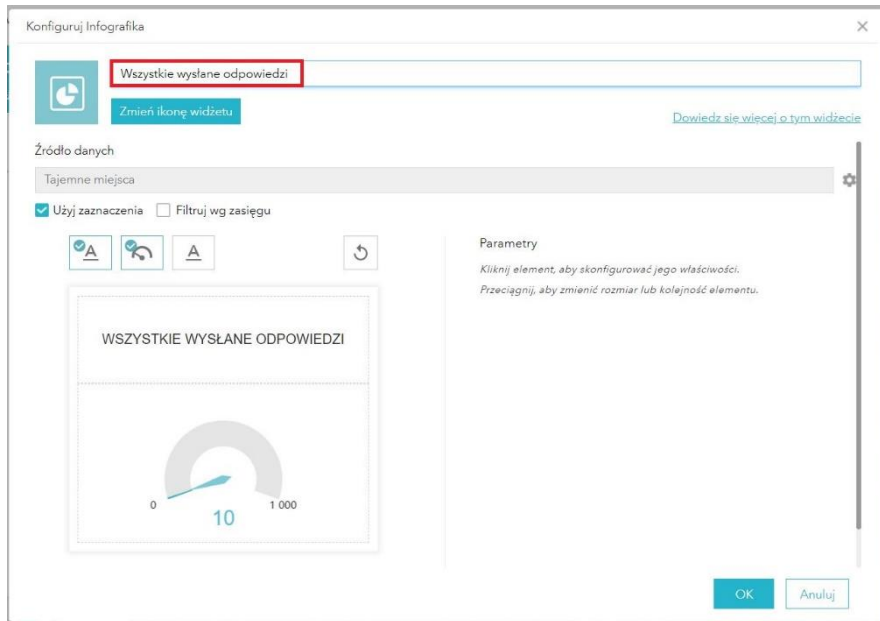 Konfiguruj Infografika
Wszystkie wysłane odpowiedzi
Zmień ikonę widżetu
Dowiedz się więcej o tym widżecie
Źródło danych
Tajemne miejsca
Użyj zaznaczenia Filtruj wg zasięgu
A A
Parametry
Kliknij element, aby skonfigurować jego właściwości.
Przeciągnij, aby zmienić rozmiar lub kolejność elementu.
WSZYSTKIE WYSŁANE ODPOWIEDZI
0 1 000
10
OK Anuluj